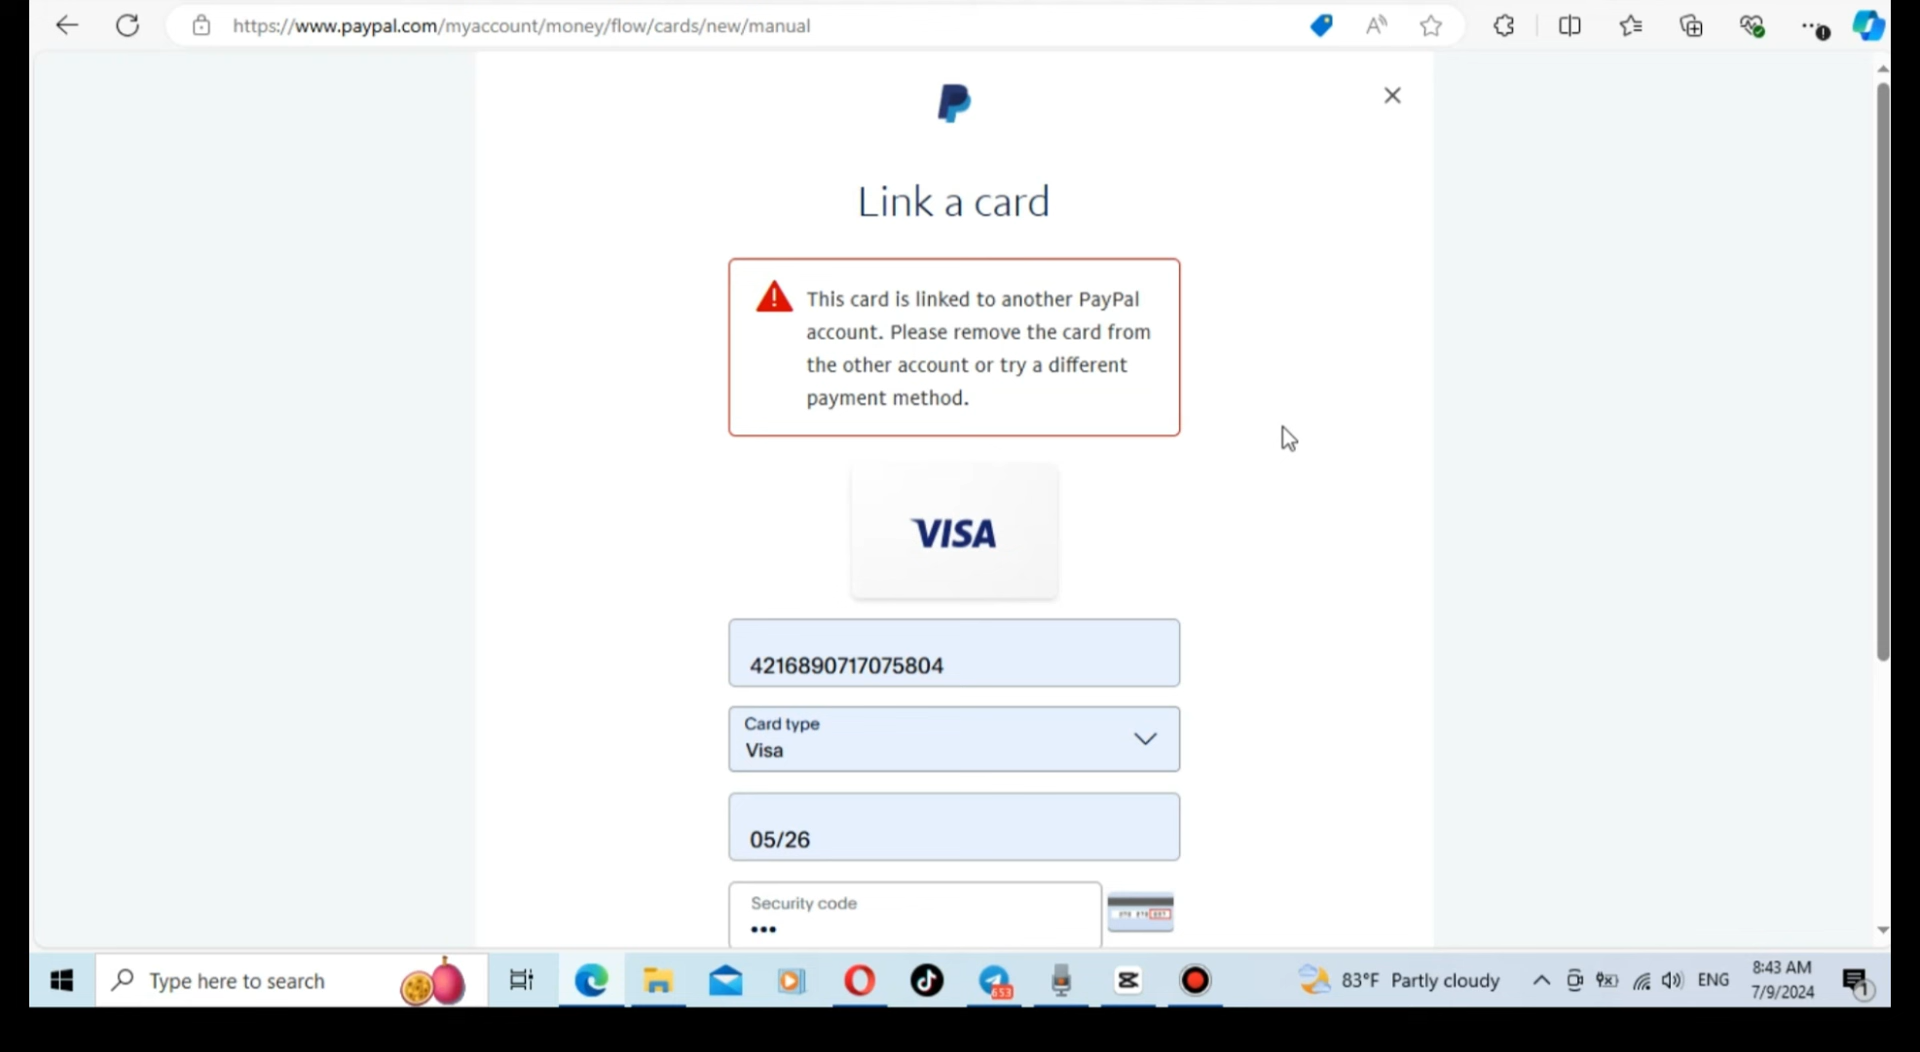 https://www.paypal.com/myaccount/money/flow/cards/new/manual
Link a card
This card is linked to another PayPal
account. Please remove the card from
the other account or try a different
payment method.
VISA
4216890717075804
Card type
Visa
05/26
Security code
•••
Type here to search
653
83°F Partly cloudy
ENG
8:43 AM
7/9/2024
1